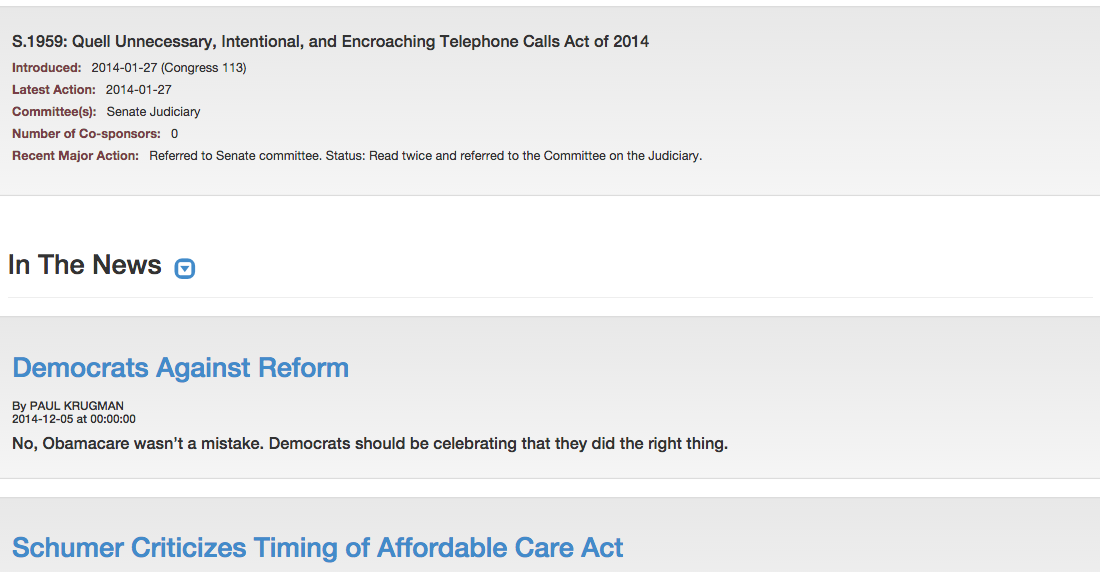 S.1959: Quell Unnecessary, Intentional, and Encroaching Telephone Calls Act of 2014
Introduced: 2014-01-27 (Congress 113)
Latest Action: 2014-01-27
Committee(s): Senate Judiciary
Number of Co-sponsors: 0
Recent Major Action: Referred to Senate committee. Status: Read twice and referred to the Committee on the Judiciary.
In The News
Democrats Against Reform
By PAUL KRUGMAN
2014-12-05 at 00:00:00
No, Obamacare wasn’t a mistake. Democrats should be celebrating that they did the right thing.
Schumer Criticizes Timing of Affordable Care Act